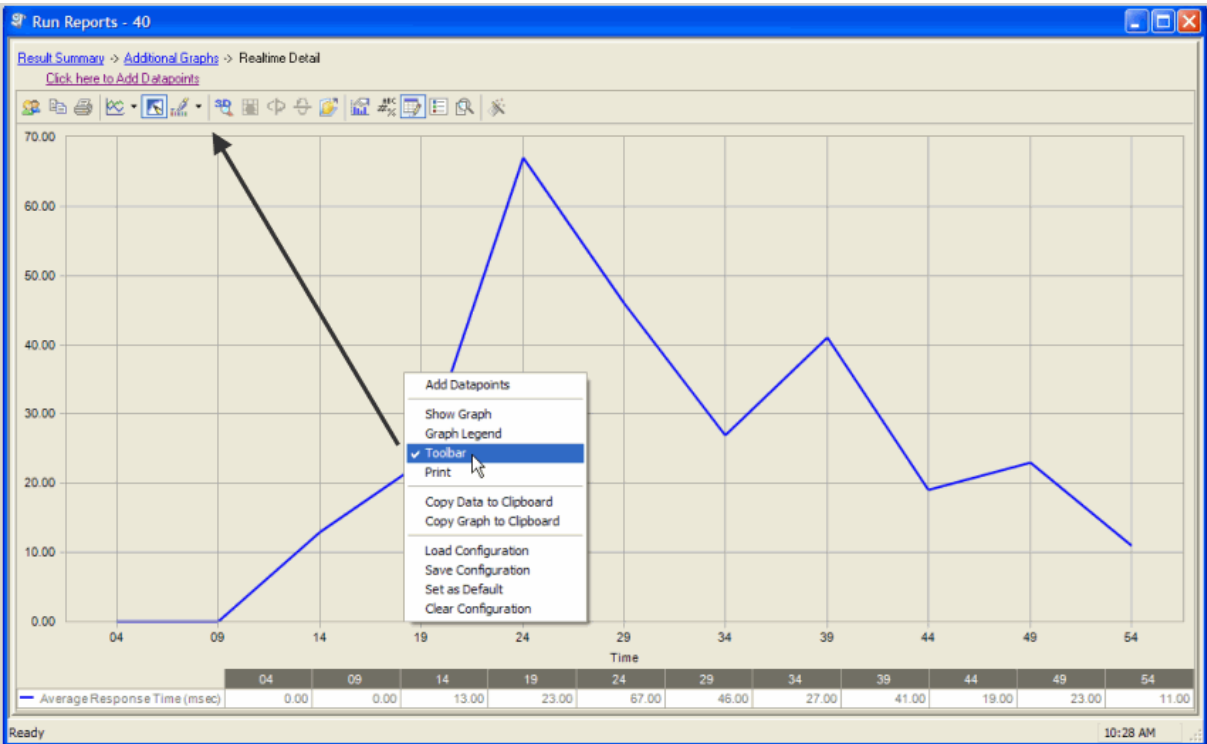 Run Reports - 40
Result Summary -> Additional Graphs -> Realtime Detail
Click here to Add Datapoints
70.00
60.00
50.00
40.00
30.00
20.00
10.00
0.00
Add Datapoints
Show Graph
Graph Legend
Toolbar
Print
Copy Data to Clipboard
Copy Graph to Clipboard
Load Configuration
Save Configuration
Set as Default
Clear Configuration
04 09 14 19 24 29 34 39 44 49 54
Time
04 09 14 19 24 29 34 39 44 49 54
Average Response Time (msec) 0.00 0.00 13.00 23.00 67.00 46.00 27.00 41.00 19.00 23.00 11.00
Ready 10:28 AM